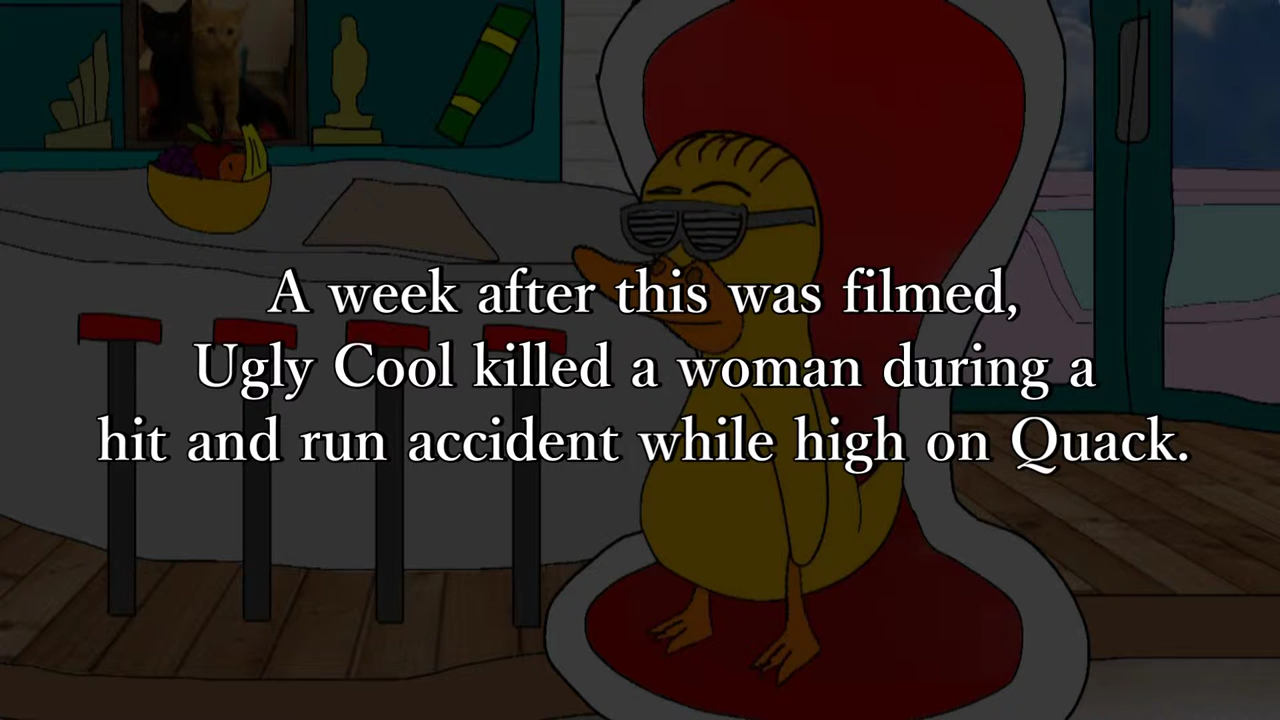 A week after this was filmed,
Ugly Cool killed a woman during a
hit and run accident while high on Quack.